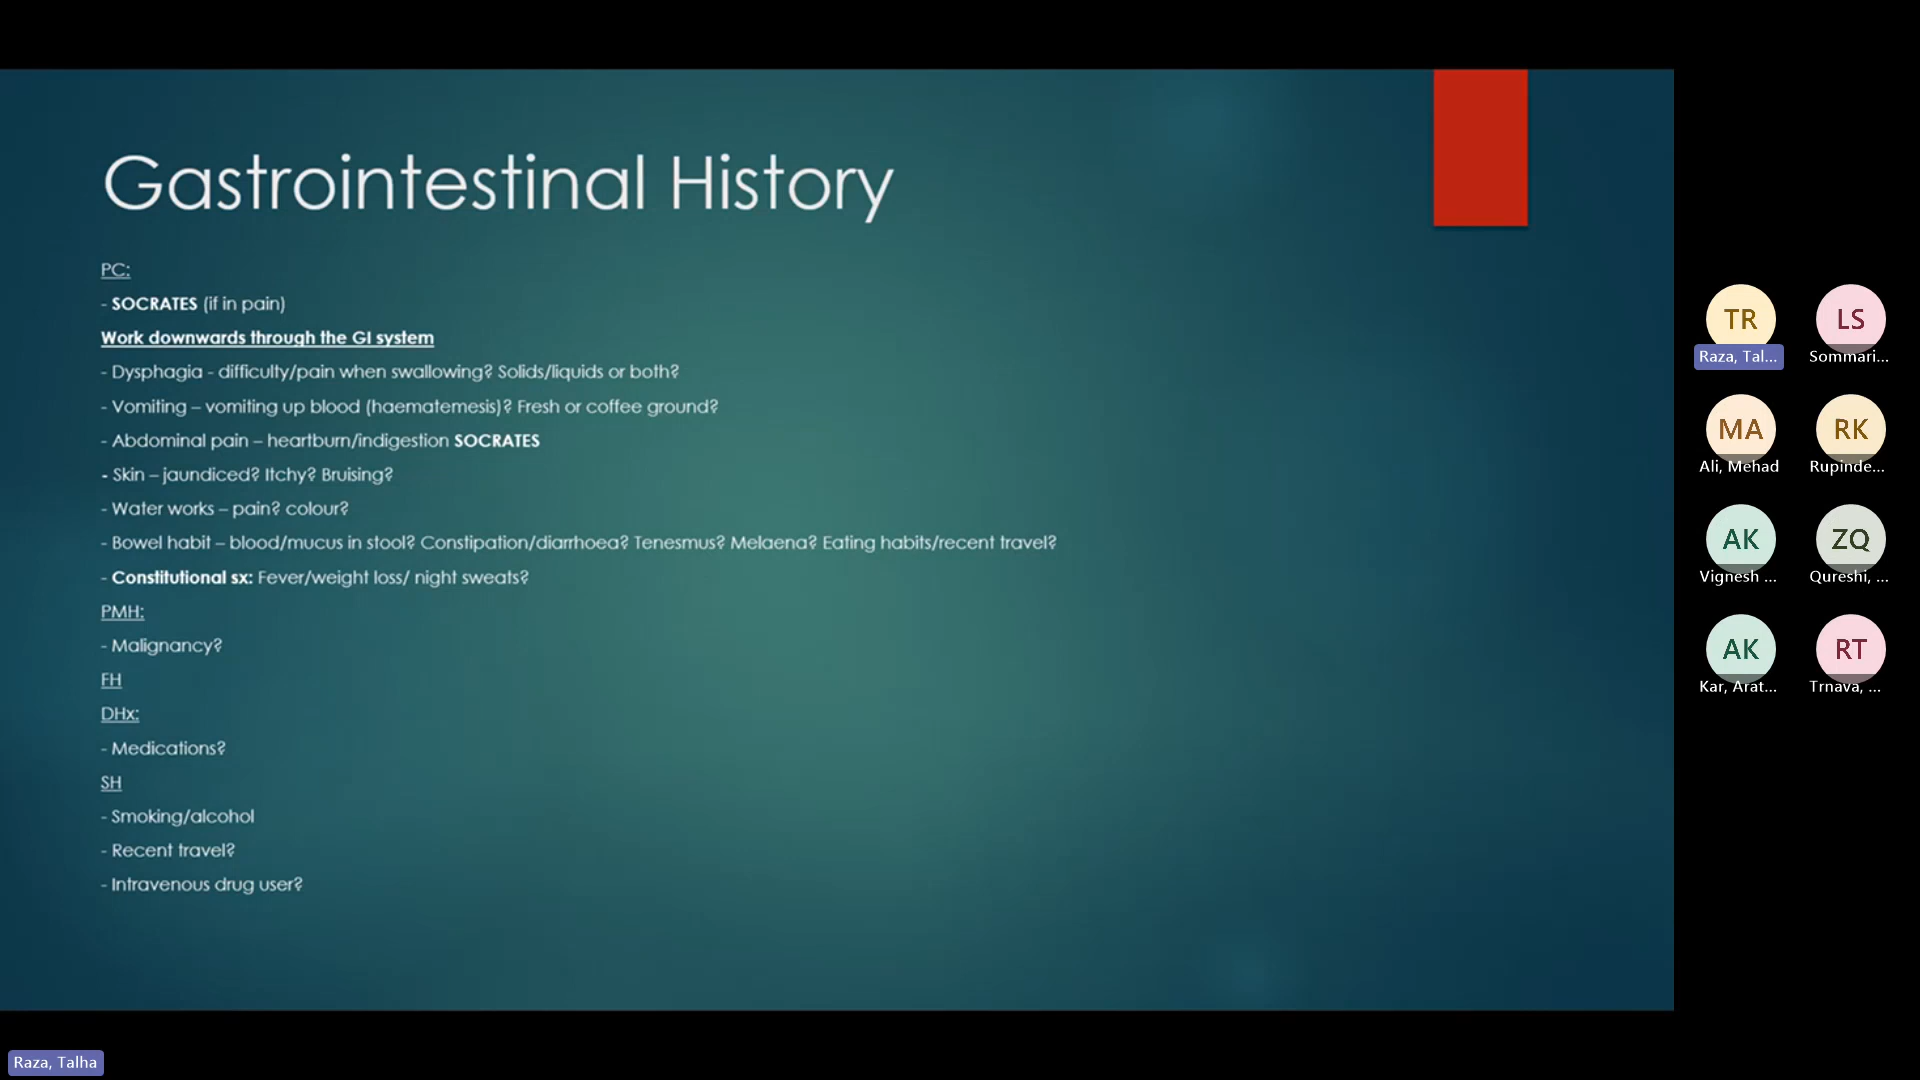 Gastrointestinal History
PC:
- SOCRATES (if in pain)
Work downwards through the GI system
- Dysphagia - difficulty/pain when swallowing? Solids/liquids or both?
- Vomiting – vomiting up blood (haematemesis)? Fresh or coffee ground?
- Abdominal pain – heartburn/indigestion SOCRATES
- Skin – jaundiced? Itchy? Bruising?
- Water works – pain? colour?
- Bowel habit – blood/mucus in stool? Constipation/diarrhoea? Tenesmus? Melaena? Eating habits/recent travel?
- Constitutional sx: Fever/weight loss/ night sweats?
PMH:
- Malignancy?
FH
DHx:
- Medications?
SH
- Smoking/alcohol
- Recent travel?
- Intravenous drug user?
TR LS
Raza, Tal... Sommari...
MA RK
Ali, Mehad Rupinde...
AK ZQ
Vignesh ... Qureshi, ...
AK RT
Kar, Arat... Trnava, ...
Raza, Talha